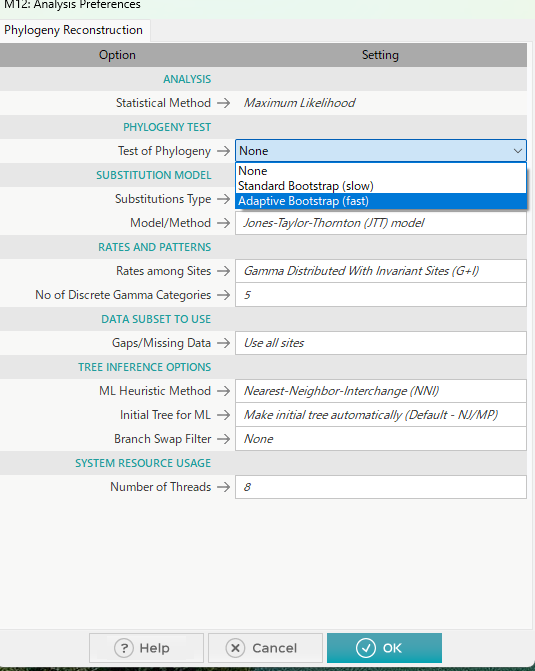 M12: Analysis Preferences
Phylogeny Reconstruction
Option Setting
ANALYSIS
Statistical Method → Maximum Likelihood
PHYLOGENY TEST
Test of Phylogeny → None
None
SUBSTITUTION MODEL Standard Bootstrap (slow)
Substitutions Type → Adaptive Bootstrap (fast)
Model/Method → Jones-Taylor-Thornton (JTT) model
RATES AND PATTERNS
Rates among Sites → Gamma Distributed With Invariant Sites (G+I)
No of Discrete Gamma Categories → 5
DATA SUBSET TO USE
Gaps/Missing Data → Use all sites
TREE INFERENCE OPTIONS
ML Heuristic Method → Nearest-Neighbor-Interchange (NNI)
Initial Tree for ML → Make initial tree automatically (Default - NJ/MP)
Branch Swap Filter → None
SYSTEM RESOURCE USAGE
Number of Threads → 8
? Help Cancel OK